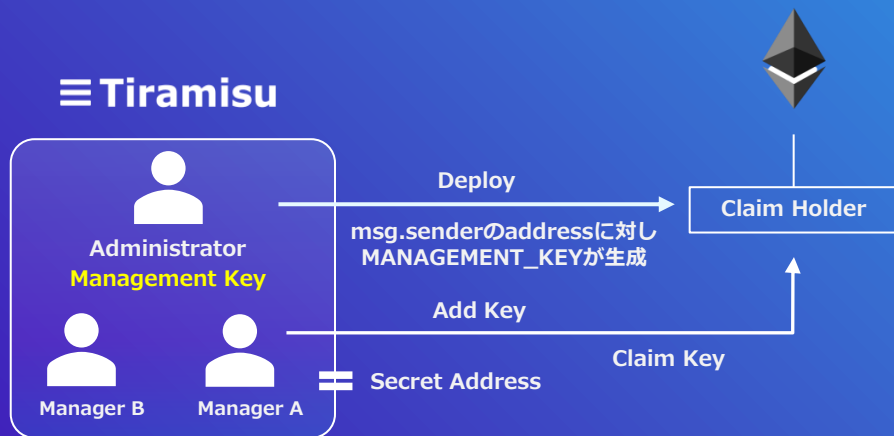 Tiramisu
Deploy
Claim Holder
msg.senderのaddressに対し
MANAGEMENT_KEYが生成
Administrator
Management Key
Add Key
Claim Key
Secret Address
Manager B
Manager A